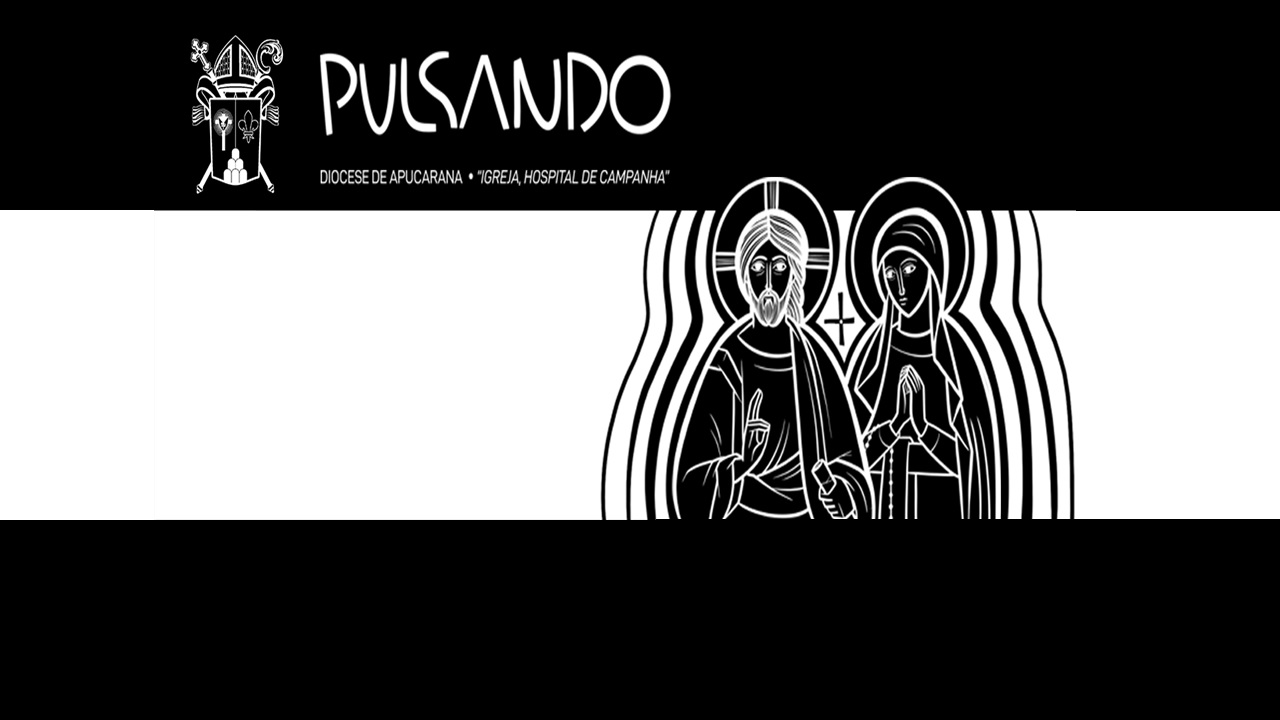 PULSANDO
DIOCESE DE APUCARANA • "IGREJA, HOSPITAL DE CAMPANHA"